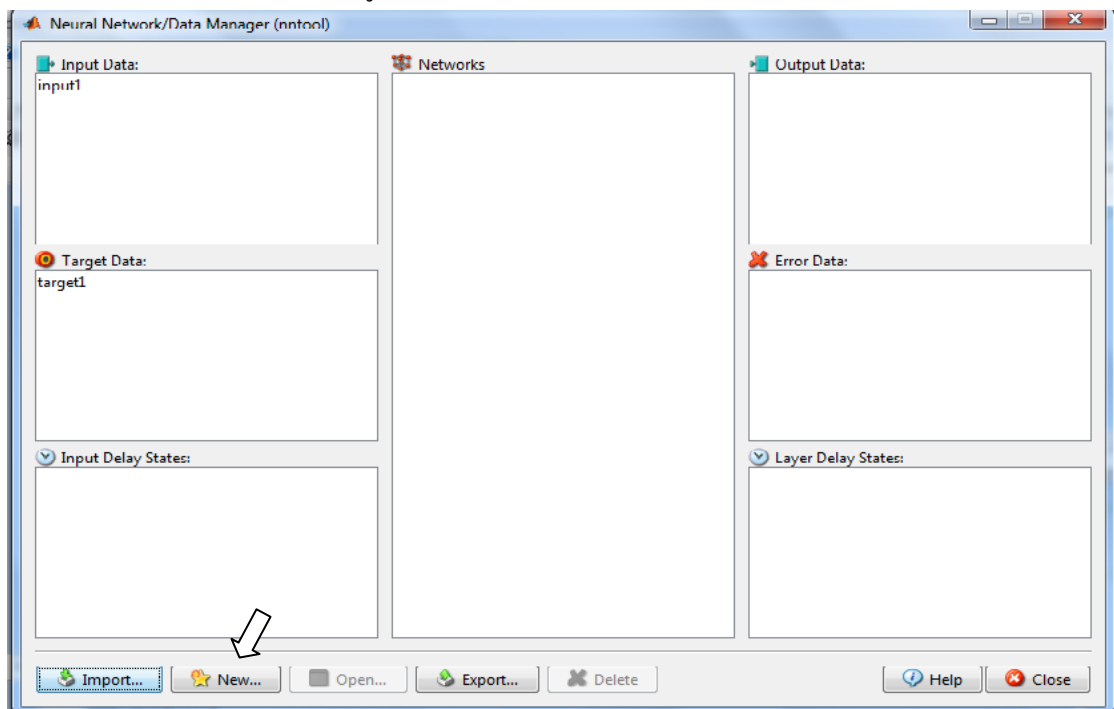 Neural Network/Data Manager (nntool)
Input Data:
input1
Networks
Output Data:
Target Data:
target1
Error Data:
Input Delay States:
Layer Delay States:
Import...
New...
Open...
Export...
Delete
Help
Close